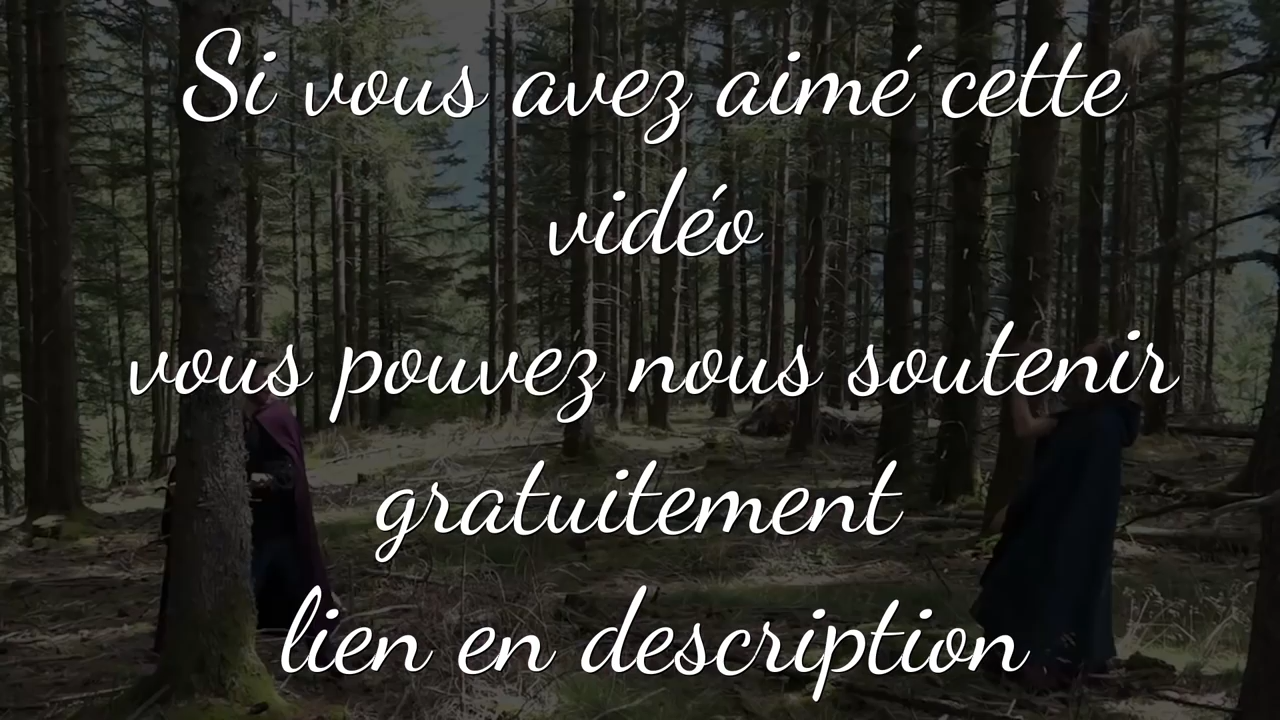 Si vous avez aimé cette
vidéo
vous pouvez nous soutenir
gratuitement
lien en description